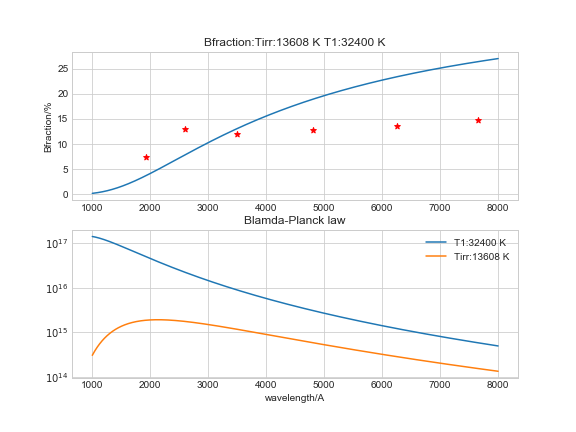 Bfraction:Tirr:13608 K T1:32400 K
Bfraction/%
25
20
15
10
5
0
1000 2000 3000 4000 5000 6000 7000 8000
Blamda-Planck law
10^17
10^16
10^15
10^14
T1:32400 K
Tirr:13608 K
1000 2000 3000 4000 5000 6000 7000 8000
wavelength/A